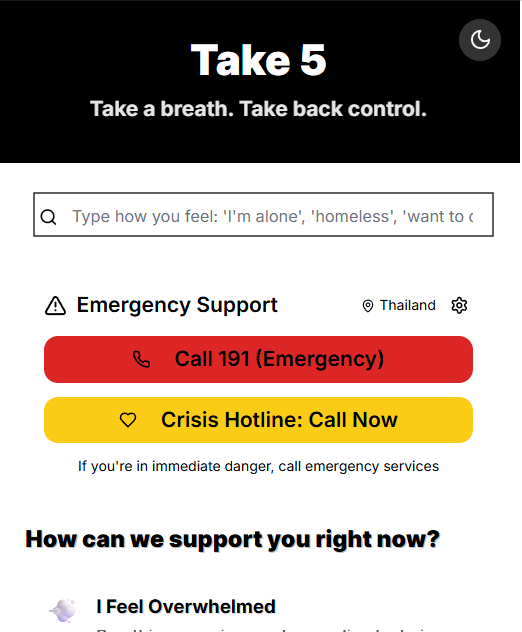 Take 5
Take a breath. Take back control.
Type how you feel: 'I'm alone', 'homeless', 'want to
Emergency Support
Thailand
Call 191 (Emergency)
Crisis Hotline: Call Now
If you're in immediate danger, call emergency services
How can we support you right now?
I Feel Overwhelmed